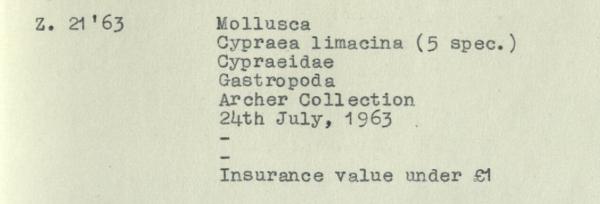 Z. 21'63 Mollusca
Cypraea limacina (5 spec.)
Cypraeidae
Gastropoda
Archer Collection
24th July, 1963
-
-
Insurance value under £1